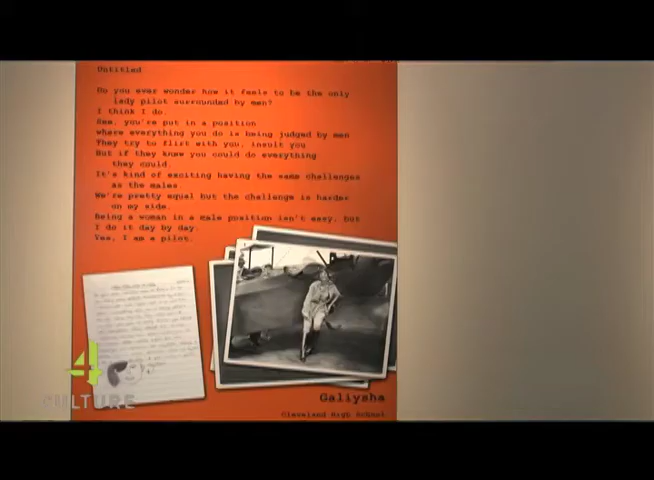 Untitled
Do you ever wonder how it feels to be the only
lady pilot surrounded by men?
I think I do.
See, you're put in a position
where everything you do is being judged by men
They try to flirt with you, insult you
But if they knew you could do everything
they could.
It's kind of exciting having the same challenges
as the males.
We're pretty equal but the challenge is harder
on my side.
Being a woman in a male position isn't easy, but
I do it day by day.
Yes, I am a pilot.
4
CULTURE
Galiysha
Cleveland High School